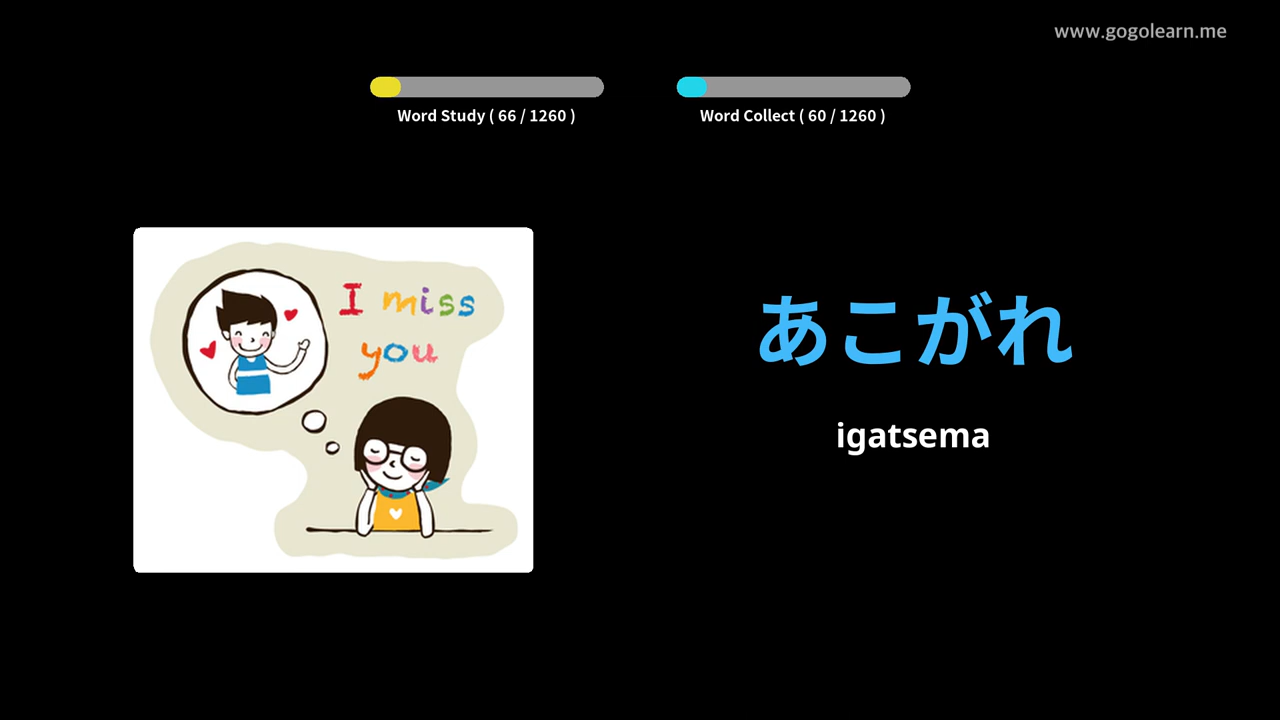 www.gogolearn.me
Word Study ( 66 / 1260 )
Word Collect ( 60 / 1260 )
I miss
you
あこがれ
igatsema